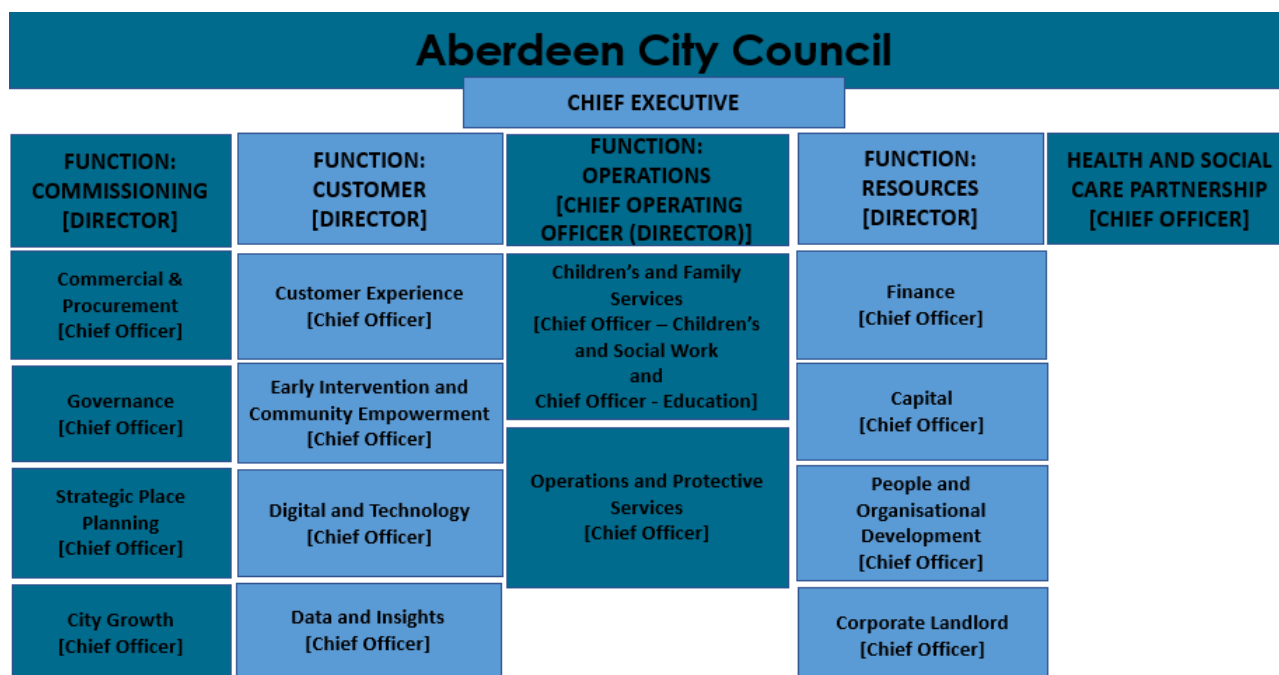 Aberdeen City Council
CHIEF EXECUTIVE
FUNCTION:
COMMISSIONING
[DIRECTOR]
Commercial &
Procurement
[Chief Officer]
Governance
[Chief Officer]
Strategic Place
Planning
[Chief Officer]
City Growth
[Chief Officer]
FUNCTION:
CUSTOMER
[DIRECTOR]
Customer Experience
[Chief Officer]
Early Intervention and
Community Empowerment
[Chief Officer]
Digital and Technology
[Chief Officer]
Data and Insights
[Chief Officer]
FUNCTION:
OPERATIONS
[CHIEF OPERATING
OFFICER (DIRECTOR)]
Children’s and Family
Services
[Chief Officer – Children’s
and Social Work
and
Chief Officer - Education]
Operations and Protective
Services
[Chief Officer]
FUNCTION:
RESOURCES
[DIRECTOR]
Finance
[Chief Officer]
Capital
[Chief Officer]
People and
Organisational
Development
[Chief Officer]
Corporate Landlord
[Chief Officer]
HEALTH AND SOCIAL
CARE PARTNERSHIP
[CHIEF OFFICER]